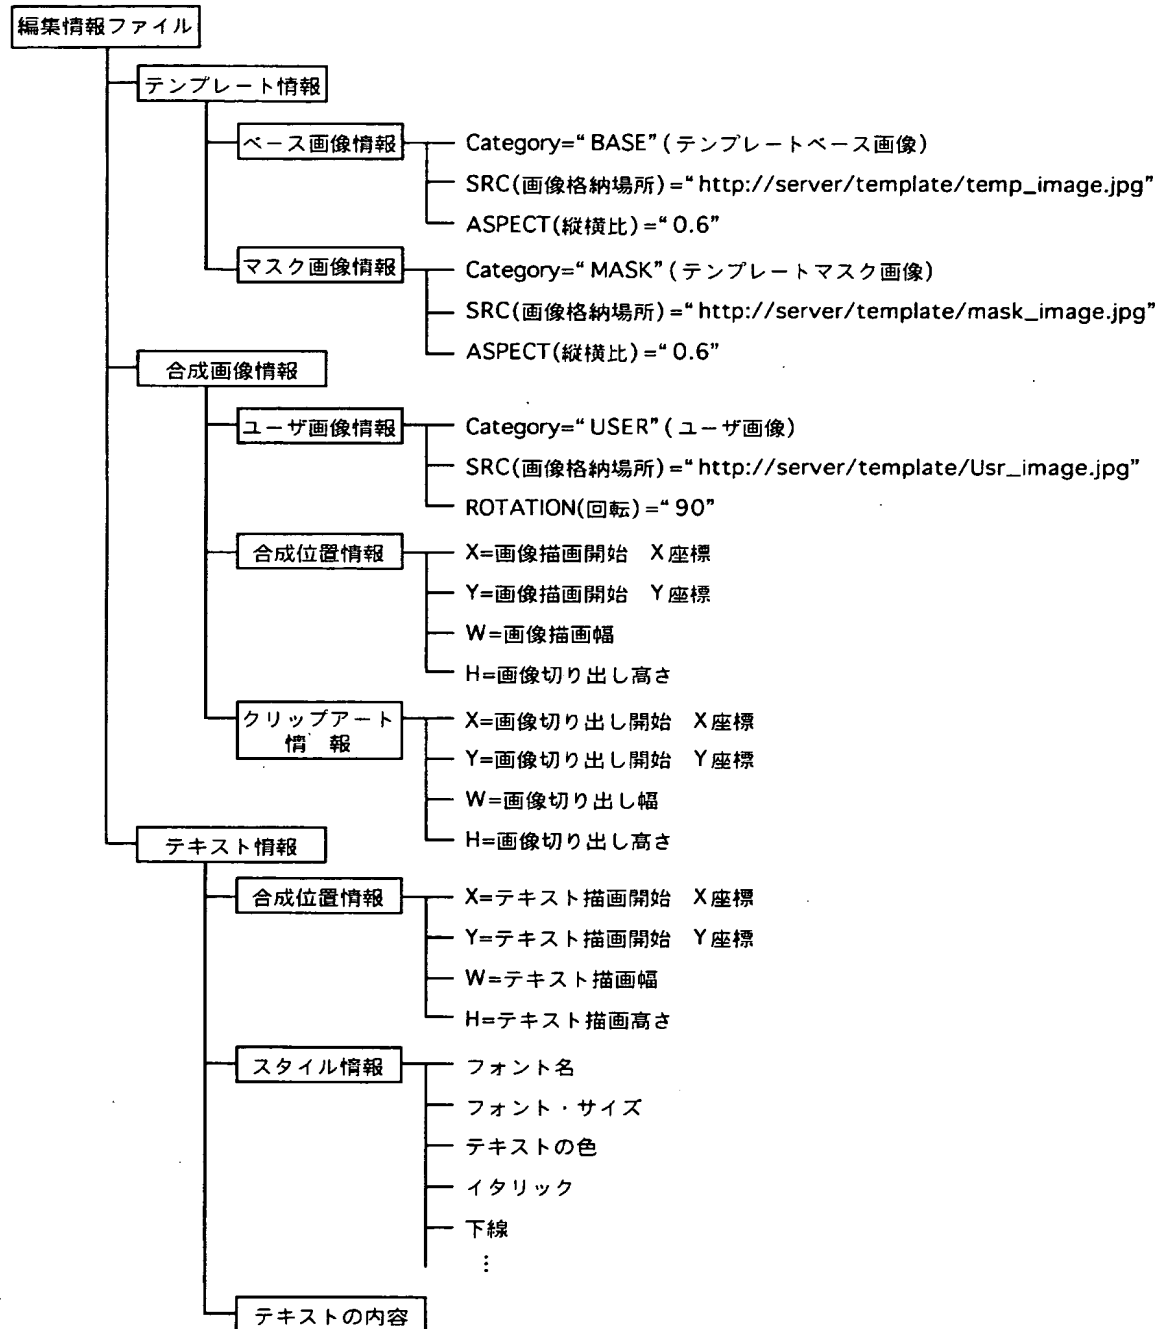 編集情報ファイル
テンプレート情報
ベース画像情報
Category=“BASE”(テンプレートベース画像)
SRC(画像格納場所)=“http://server/template/temp_image.jpg”
ASPECT(縦横比)=“0.6”
マスク画像情報
Category=“MASK”(テンプレートマスク画像)
SRC(画像格納場所)=“http://server/template/mask_image.jpg”
ASPECT(縦横比)=“0.6”
合成画像情報
ユーザ画像情報
Category=“USER”(ユーザ画像)
SRC(画像格納場所)=“http://server/template/Usr_image.jpg”
ROTATION(回転)=“90”
合成位置情報
X=画像描画開始 X座標
Y=画像描画開始 Y座標
W=画像描画幅
H=画像切り出し高さ
クリップアート
情報
X=画像切り出し開始 X座標
Y=画像切り出し開始 Y座標
W=画像切り出し幅
H=画像切り出し高さ
テキスト情報
合成位置情報
X=テキスト描画開始 X座標
Y=テキスト描画開始 Y座標
W=テキスト描画幅
H=テキスト描画高さ
スタイル情報
フォント名
フォント・サイズ
テキストの色
イタリック
下線
⋮
テキストの内容